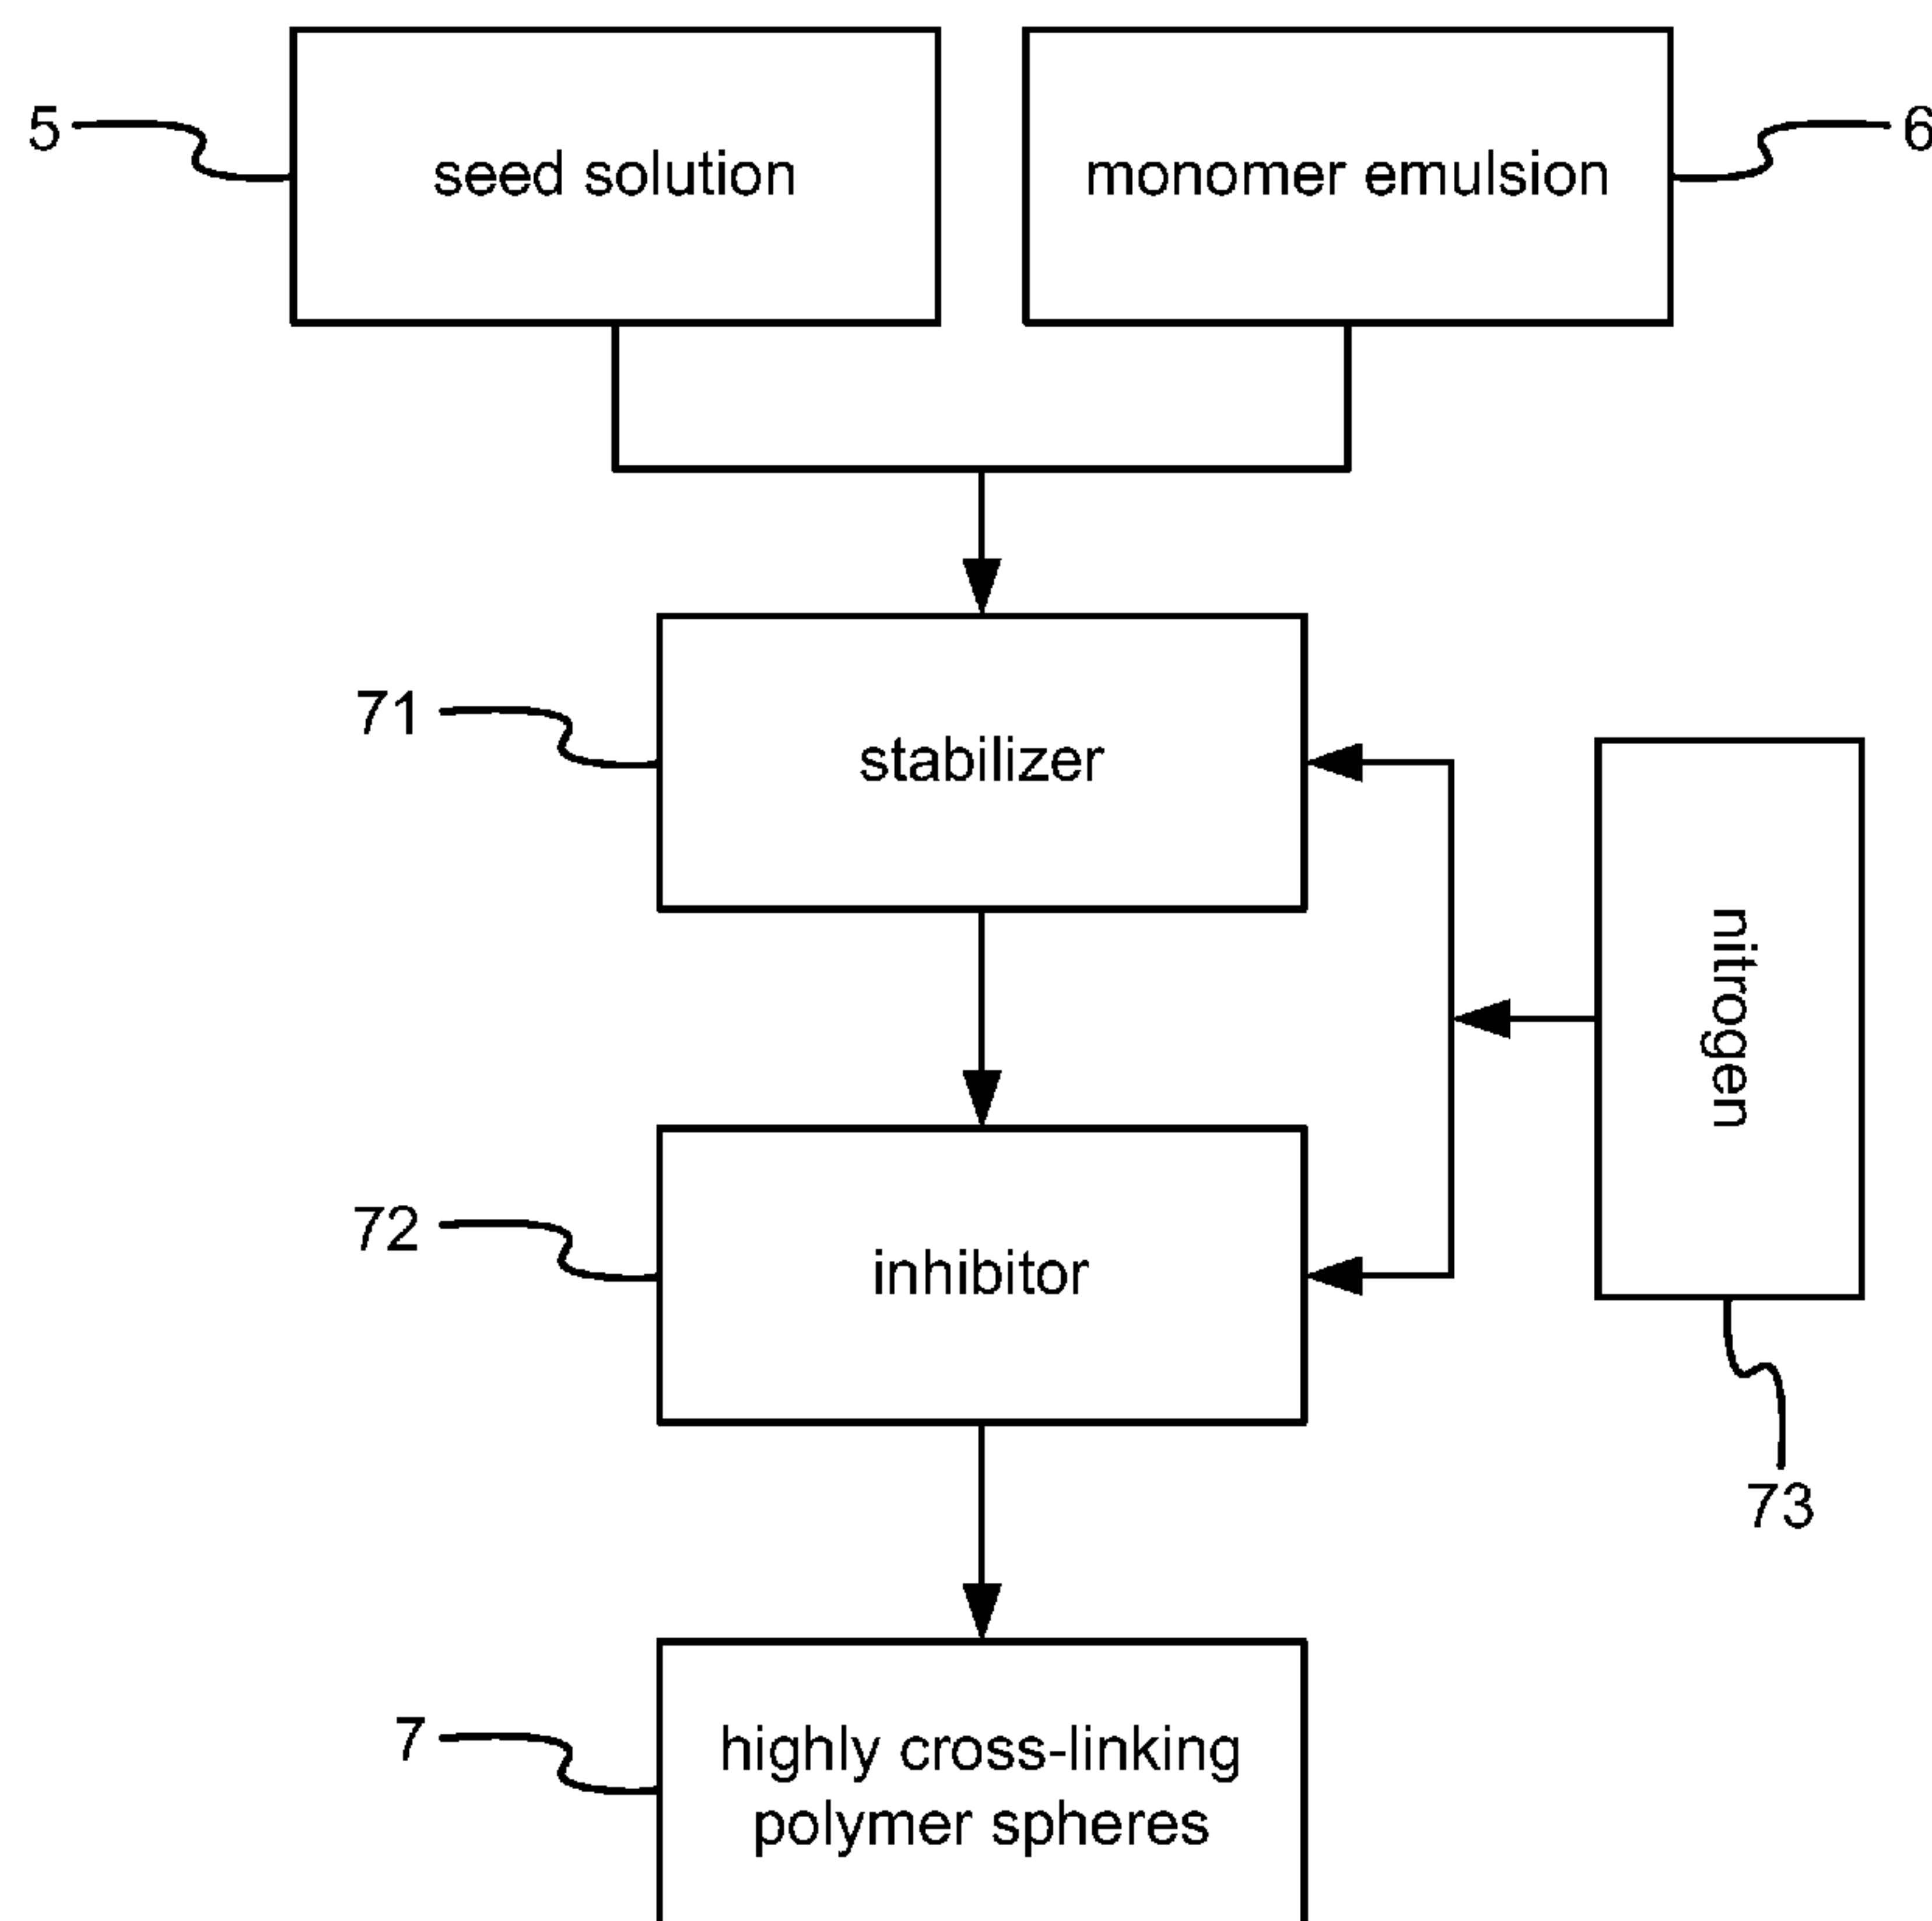 5
seed solution
monomer emulsion
6
71
stabilizer
nitrogen
72
inhibitor
73
7
highly cross-linking
polymer spheres